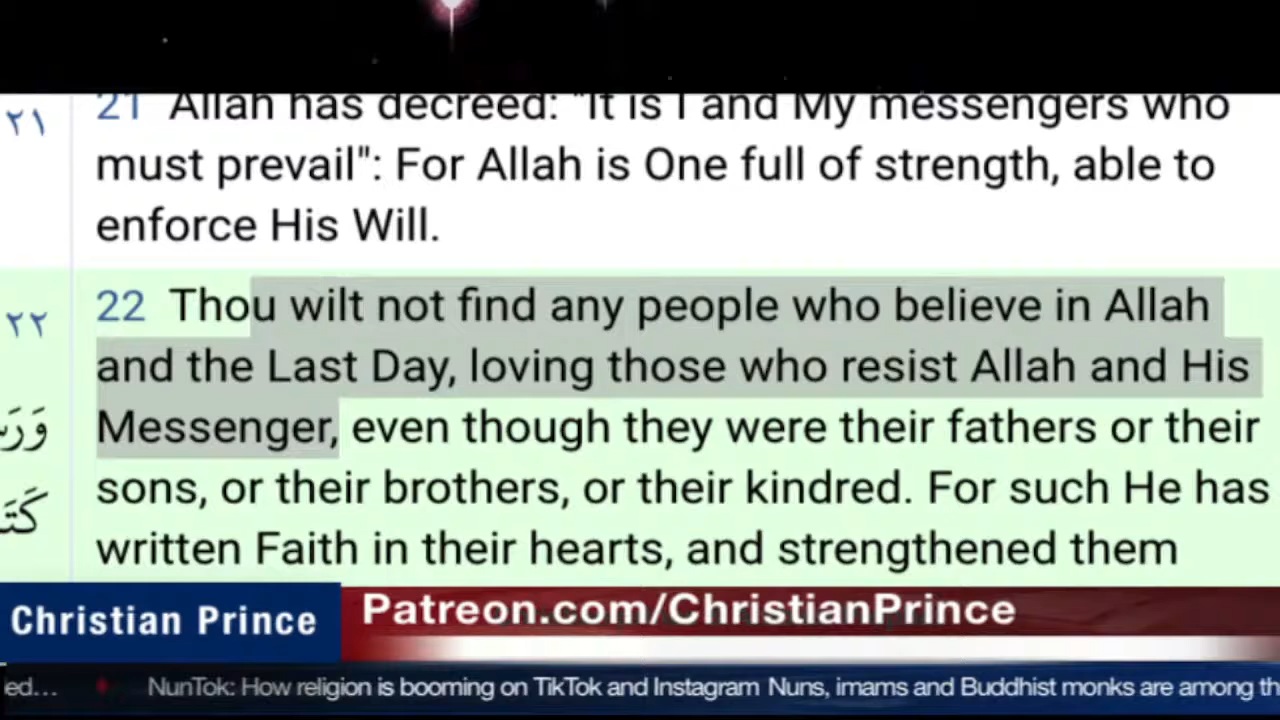 ٢١
21 Allah has decreed: "It is I and My messengers who
must prevail": For Allah is One full of strength, able to
enforce His Will.
٢٢
22 Thou wilt not find any people who believe in Allah
and the Last Day, loving those who resist Allah and His
Messenger, even though they were their fathers or their
sons, or their brothers, or their kindred. For such He has
written Faith in their hearts, and strengthened them
Christian Prince
Patreon.com/ChristianPrince
ed... NunTok: How religion is booming on TikTok and Instagram Nuns, imams and Buddhist monks are among th